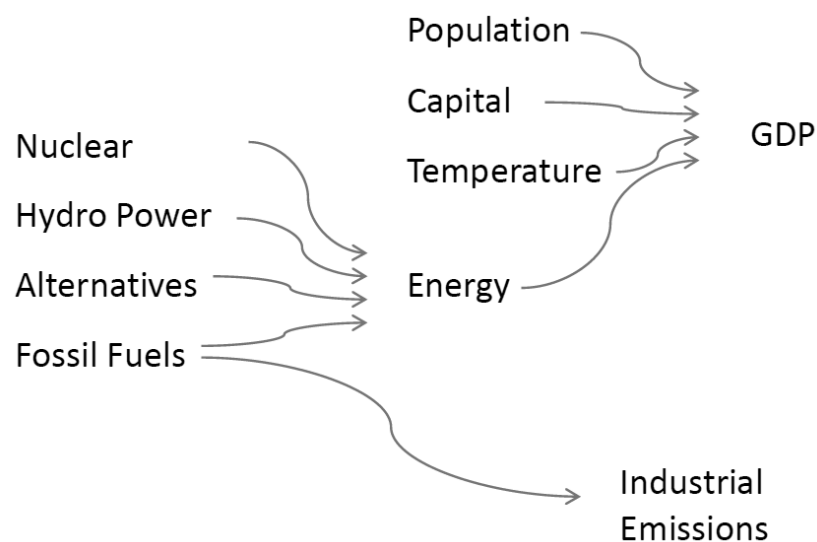 Population
Capital
GDP
Nuclear
Temperature
Hydro Power
Alternatives
Energy
Fossil Fuels
Industrial
Emissions